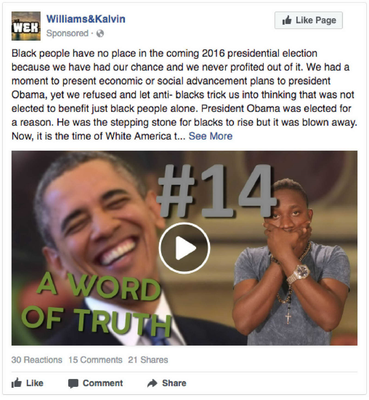 Williams&Kalvin
Sponsored ·
Like Page
WEK
Black people have no place in the coming 2016 presidential election
because we have had our chance and we never profited out of it. We had a
moment to present economic or social advancement plans to president
Obama, yet we refused and let anti- blacks trick us into thinking that was not
elected to benefit just black people alone. President Obama was elected for
a reason. He was the stepping stone for blacks to rise but it was blown away.
Now, it is the time of White America t... See More
#14
A WORD
OF TRUTH
30 Reactions 15 Comments 21 Shares
Like Comment Share